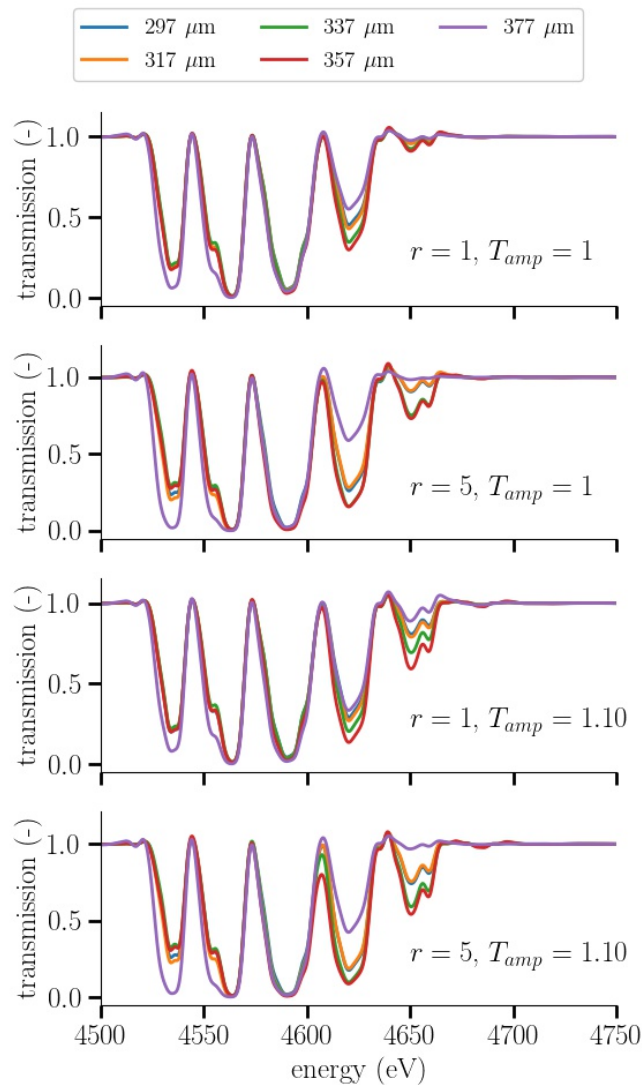 297 μm 337 μm 377 μm
317 μm 357 μm
transmission (-)
1.0
0.5
0.0
r = 1, T_amp = 1
transmission (-)
1.0
0.5
0.0
r = 5, T_amp = 1
transmission (-)
1.0
0.5
0.0
r = 1, T_amp = 1.10
transmission (-)
1.0
0.5
0.0
r = 5, T_amp = 1.10
4500 4550 4600 4650 4700 4750
energy (eV)